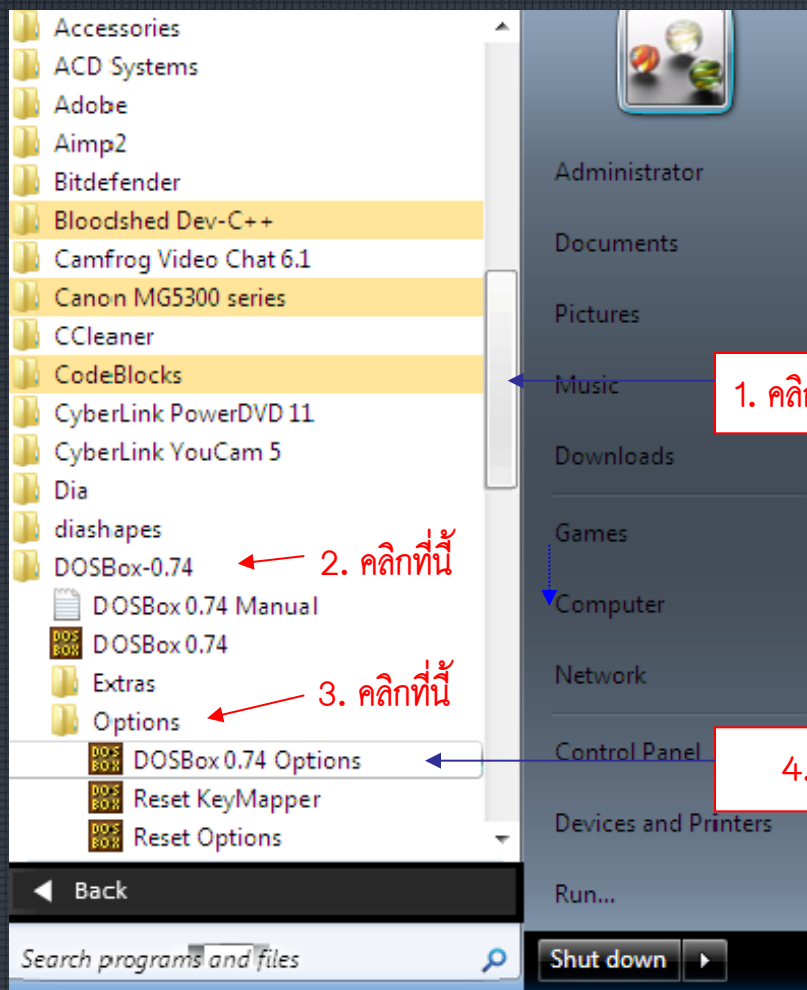 Accessories
ACD Systems
Adobe
Aimp2
Bitdefender
Bloodshed Dev-C++
Camfrog Video Chat 6.1
Canon MG5300 series
CCleaner
CodeBlocks
CyberLink PowerDVD 11
CyberLink YouCam 5
Dia
diashapes
DOSBox-0.74
2. คลิกที่นี้
DOSBox 0.74 Manual
DOSBox 0.74
Extras
Options
3. คลิกที่นี้
DOSBox 0.74 Options
Reset KeyMapper
Reset Options
Back
Search programs and files
Administrator
Documents
Pictures
Music
1.
Downloads
Games
Computer
Network
Control Panel
4.
Devices and Printers
Run...
Shut down